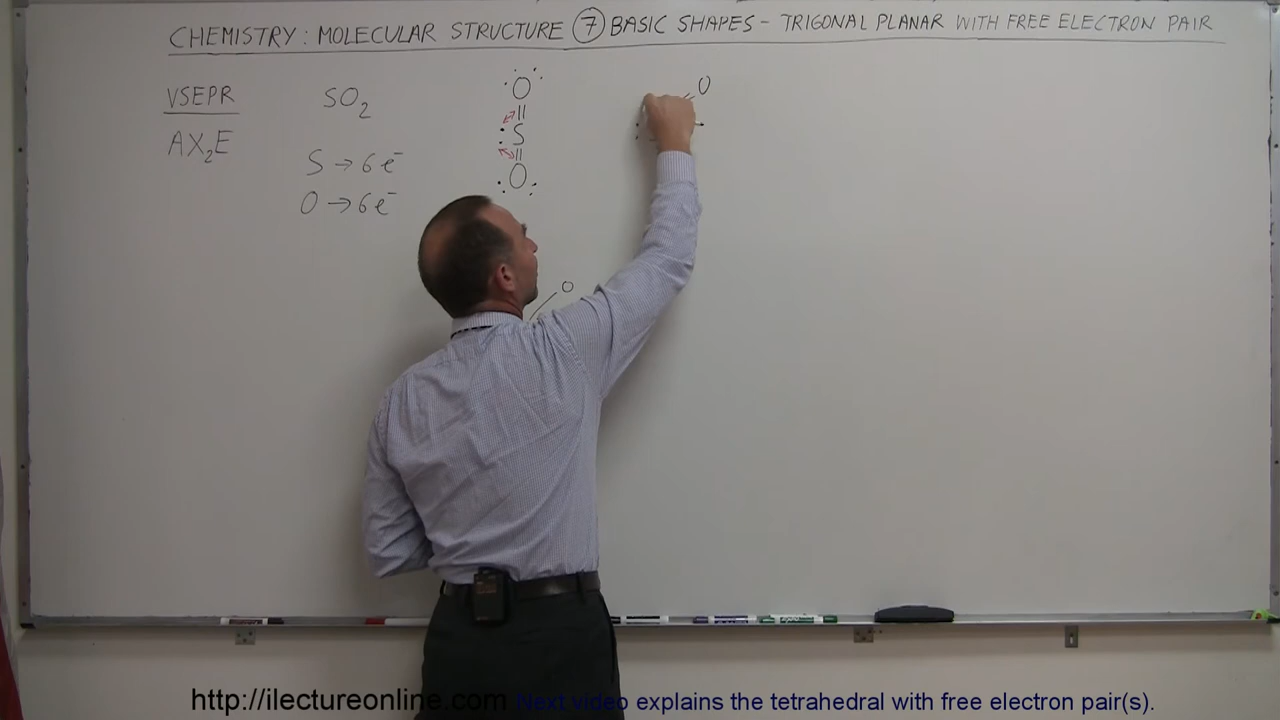 CHEMISTRY: MOLECULAR STRUCTURE ⑦ BASIC SHAPES - TRIGONAL PLANAR WITH FREE ELECTRON PAIR
VSEPR
AX₂E
SO₂
S → 6e⁻
O → 6e⁻
O
S
O
O
O
http://ilectureonline.com Next video explains the tetrahedral with free electron pair(s).